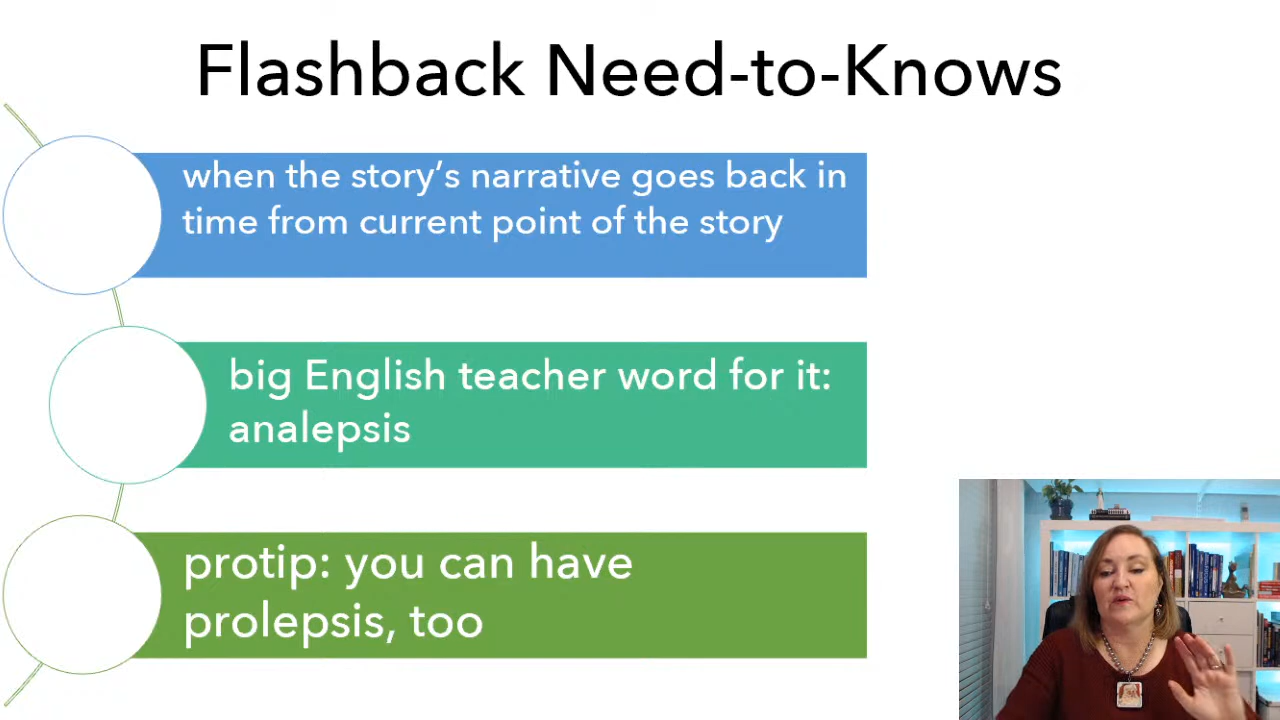 Flashback Need-to-Knows
when the story’s narrative goes back in
time from current point of the story
big English teacher word for it:
analepsis
protip: you can have
prolepsis, too